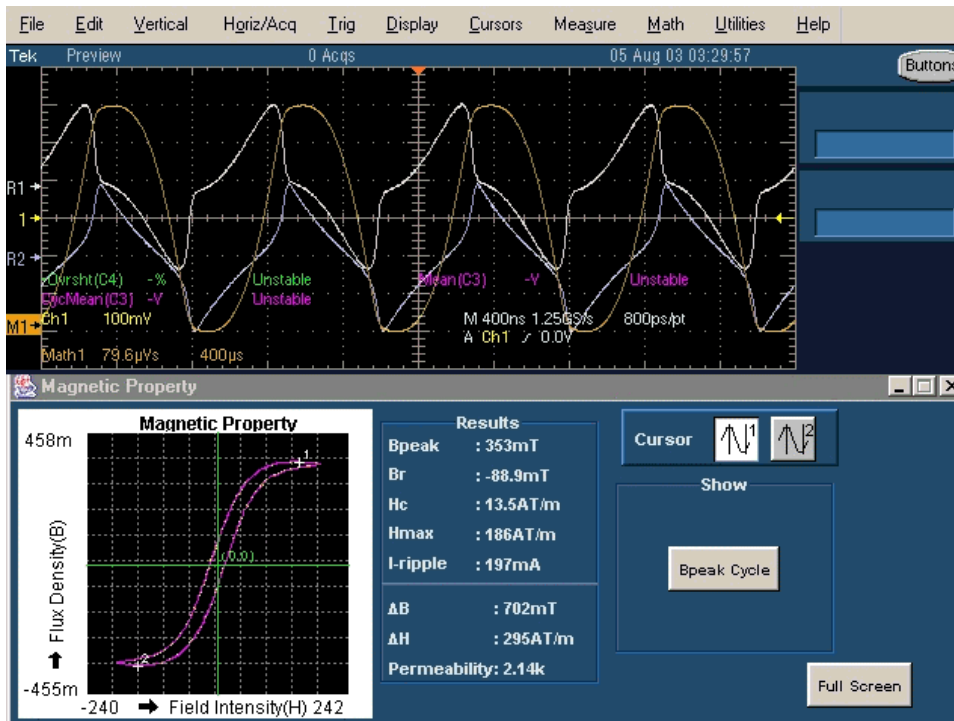 File Edit Vertical Horiz/Acq Trig Display Cursors Measure Math Utilities Help
Tek Preview 0 Acqs 05 Aug 03 03:29:57
Buttons
R1
1
R2
Ovrsht(C4) -% Unstable Mean(C3) -V Unstable
CycMean(C3) -V Unstable
Ch1 100mV M 400ns 1.25GS/s 800ps/pt
M1
A Ch1 / 0.0V
Math1 79.6µVs 400µs
Magnetic Property
Magnetic Property
458m
Flux Density(B)
-455m
1
(0,0)
2
-240 Field Intensity(H) 242
Results
Bpeak : 353mT
Br : -88.9mT
Hc : 13.5AT/m
Hmax : 186AT/m
I-ripple : 197mA
ΔB : 702mT
ΔH : 295AT/m
Permeability: 2.14k
Cursor 1 2
Show
Bpeak Cycle
Full Screen